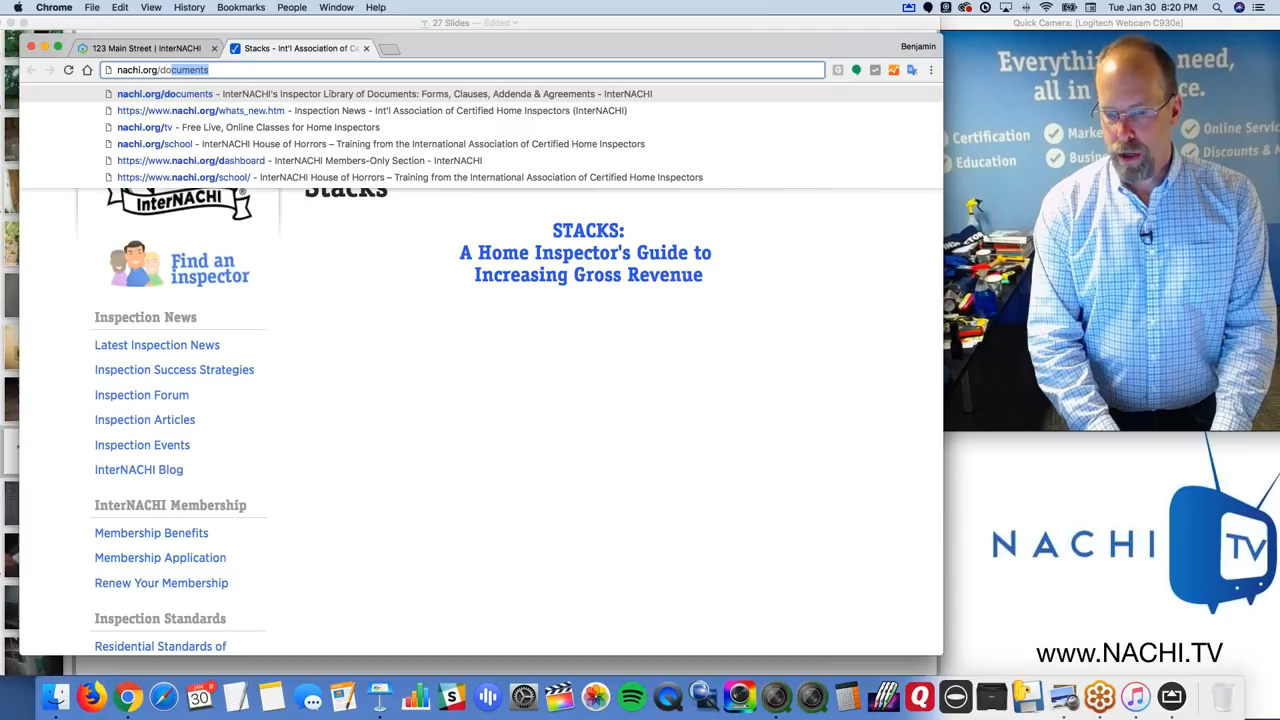 Chrome File Edit View History Bookmarks People Window Help
Tue Jan 30 8:20 PM
27 Slides — Edited
Quick Camera: [Logitech Webcam C930e]
123 Main Street | InterNACHI
Stacks - Int'l Association of Ce
Benjamin
nachi.org/documents
nachi.org/documents - InterNACHI's Inspector Library of Documents: Forms, Clauses, Addenda & Agreements - InterNACHI
https://www.nachi.org/whats_new.htm - Inspection News - Int'l Association of Certified Home Inspectors (InterNACHI)
nachi.org/tv - Free Live, Online Classes for Home Inspectors
nachi.org/school - InterNACHI House of Horrors – Training from the International Association of Certified Home Inspectors
https://www.nachi.org/dashboard - InterNACHI Members-Only Section - InterNACHI
https://www.nachi.org/school/ - InterNACHI House of Horrors – Training from the International Association of Certified Home Inspectors
InterNACHI
Stacks
STACKS:
A Home Inspector's Guide to
Increasing Gross Revenue
Find an
inspector
Inspection News
Latest Inspection News
Inspection Success Strategies
Inspection Forum
Inspection Articles
Inspection Events
InterNACHI Blog
InterNACHI Membership
Membership Benefits
Membership Application
Renew Your Membership
Inspection Standards
Residential Standards of
Everything need,
all in ce.
Certification
Online Service
Education
Discounts & M
NACHI
TV
www.NACHI.TV